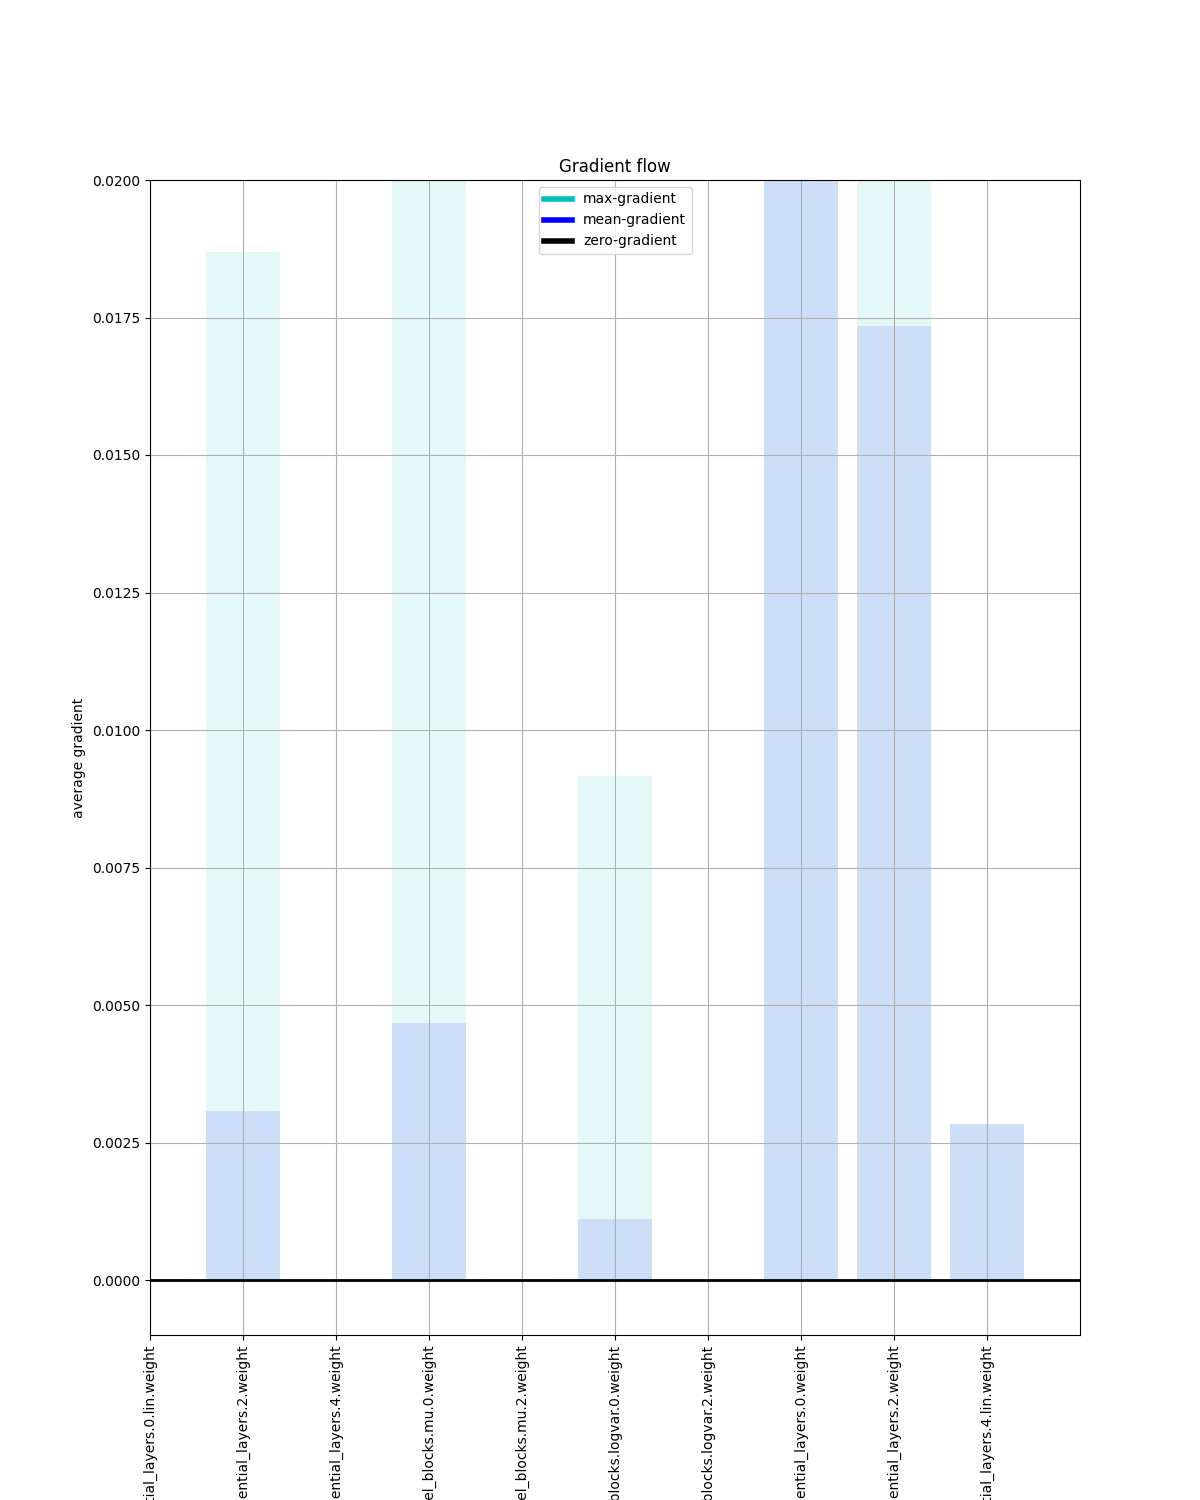 Gradient flow
max-gradient
mean-gradient
zero-gradient
0.0200
0.0175
0.0150
0.0125
0.0100
0.0075
0.0050
0.0025
0.0000
average gradient
tial_layers.0.lin.weight
ential_layers.2.weight
ential_layers.4.weight
el_blocks.mu.0.weight
el_blocks.mu.2.weight
blocks.logvar.0.weight
blocks.logvar.2.weight
ential_layers.0.weight
ential_layers.2.weight
tial_layers.4.lin.weight